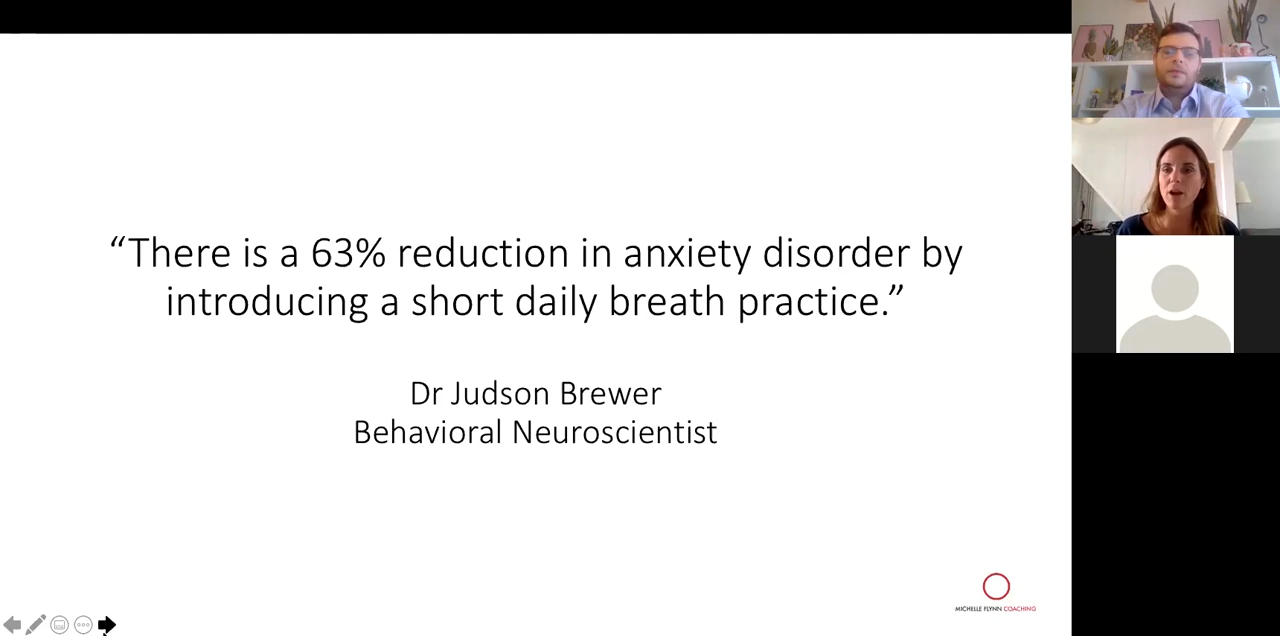 “There is a 63% reduction in anxiety disorder by
introducing a short daily breath practice.”
Dr Judson Brewer
Behavioral Neuroscientist
MICHELLE FLYNN COACHING